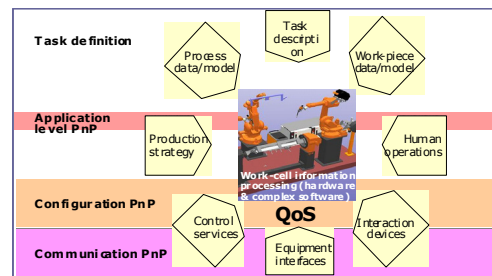 Task definition
Task
descripti
on
Process
data/model
Work-piece
data/model
Application
level PnP
Production
strategy
Human
operations
Work-cell information
processing (hardware
& complex software)
Configuration PnP
QoS
Control
services
Interaction
devices
Communication PnP
Equipment
interfaces